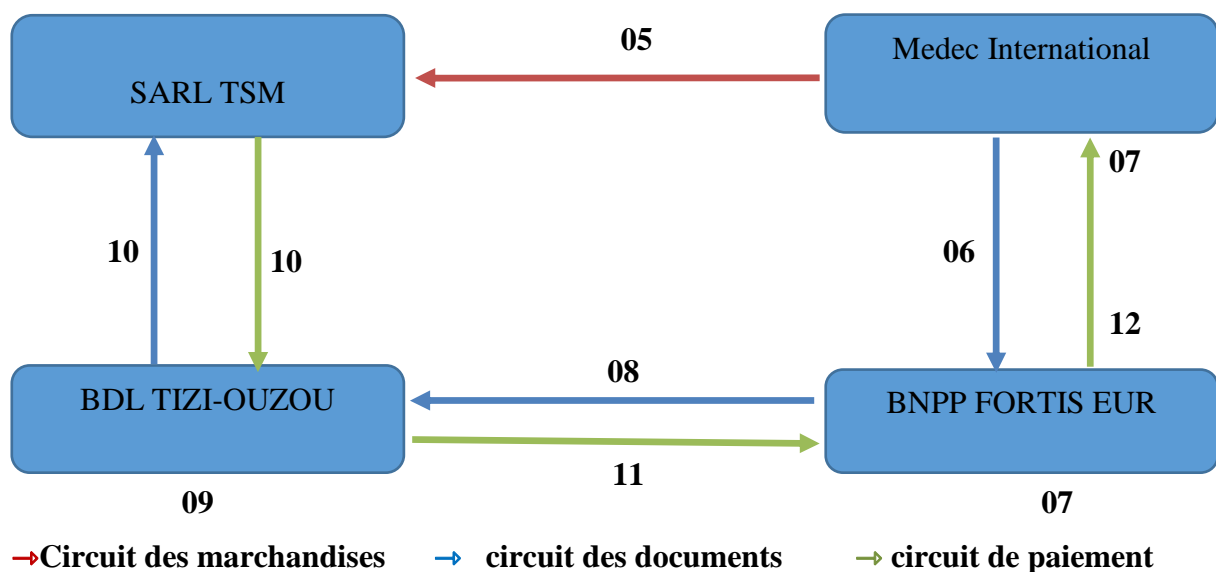 05
Medec International
SARL TSM
07
10
10
06
12
08
BDL TIZI-OUZOU
BNPP FORTIS EUR
11
09
07
Circuit des marchandises circuit des documents circuit de paiement